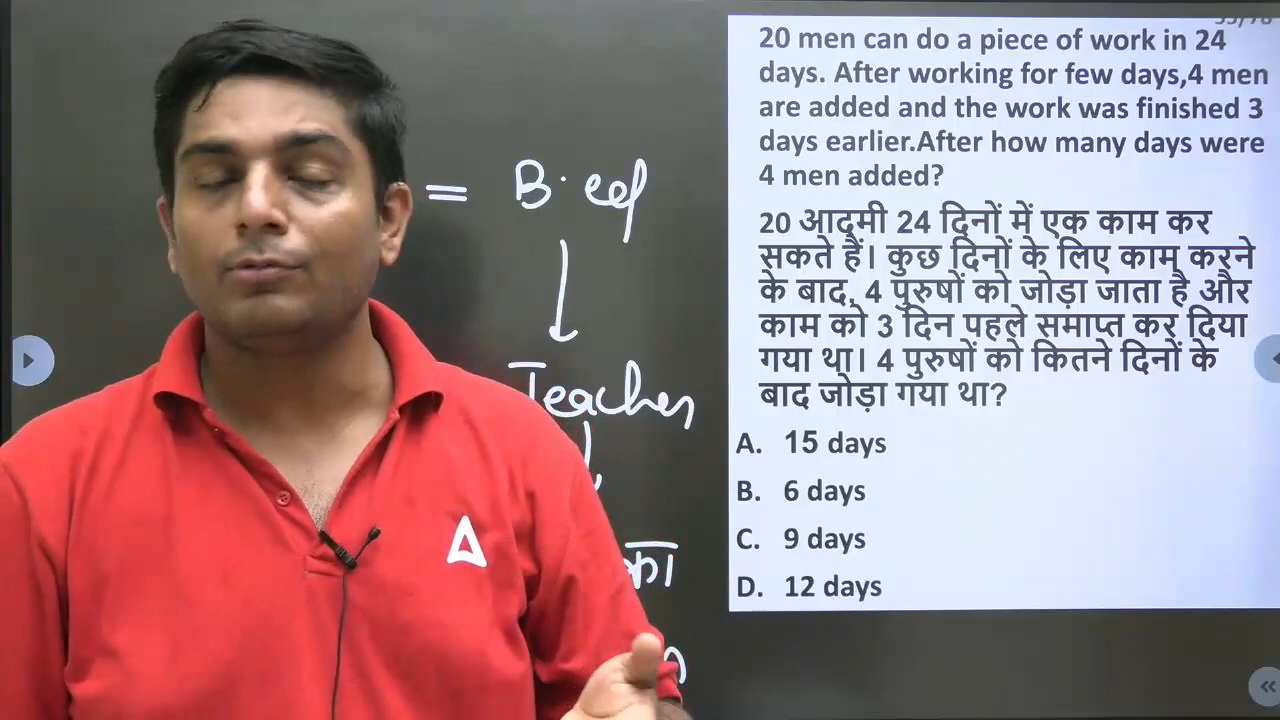 20 men can do a piece of work in 24
days. After working for few days,4 men
are added and the work was finished 3
days earlier.After how many days were
4 men added?
20 आदमी 24 दिनों में एक काम कर
सकते हैं। कुछ दिनों के लिए काम करने
के बाद, 4 पुरुषों को जोड़ा जाता है और
काम को 3 दिन पहले समाप्त कर दिया
गया था। 4 पुरुषों को कितने दिनों के
बाद जोड़ा गया था?
A. 15 days
B. 6 days
C. 9 days
D. 12 days
= B.
Teacher